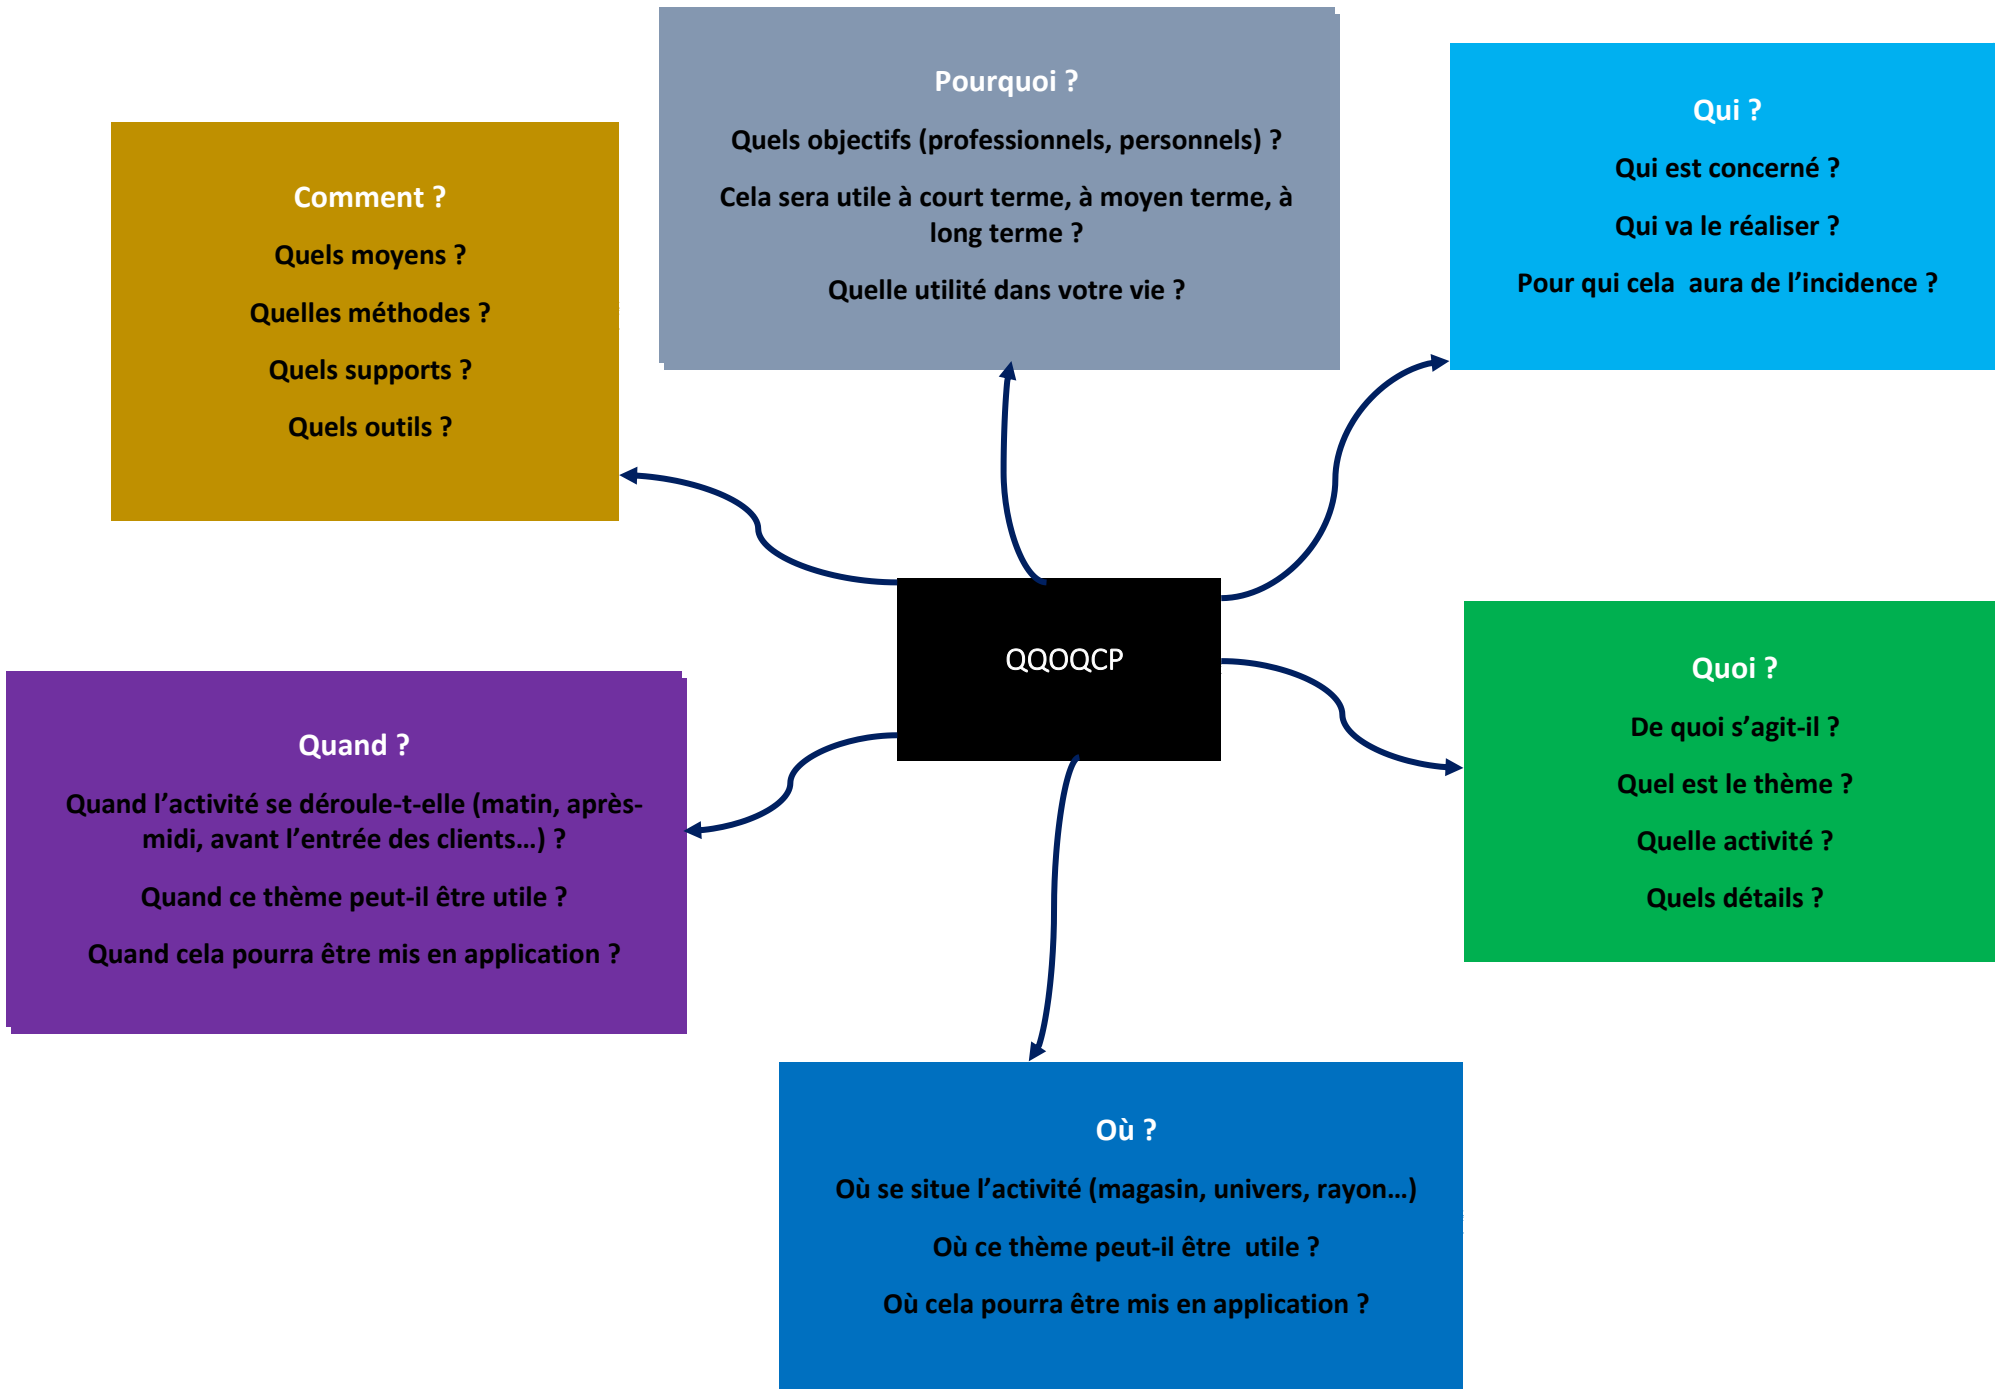 Pourquoi ?
Quels objectifs (professionnels, personnels) ?
Cela sera utile à court terme, à moyen terme, à
long terme ?
Quelle utilité dans votre vie ?
Qui ?
Qui est concerné ?
Qui va le réaliser ?
Pour qui cela  aura de l’incidence ?
Comment ?
Quels moyens ?
Quelles méthodes ?
Quels supports ?
Quels outils ?
QQOQCP
Quoi ?
De quoi s’agit-il ?
Quel est le thème ?
Quelle activité ?
Quels détails ?
Quand ?
Quand l’activité se déroule-t-elle (matin, après-
midi, avant l’entrée des clients…) ?
Quand ce thème peut-il être utile ?
Quand cela pourra être mis en application ?
Où ?
Où se situe l’activité (magasin, univers, rayon…)
Où ce thème peut-il être  utile ?
Où cela pourra être mis en application ?